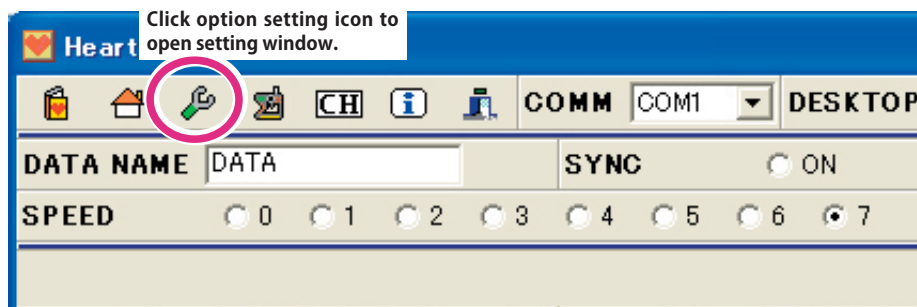 Click option setting icon to
open setting window.
Heart
CH i COMM COM1 DESKTOP
DATA NAME DATA SYNC ON
SPEED 0 1 2 3 4 5 6 7